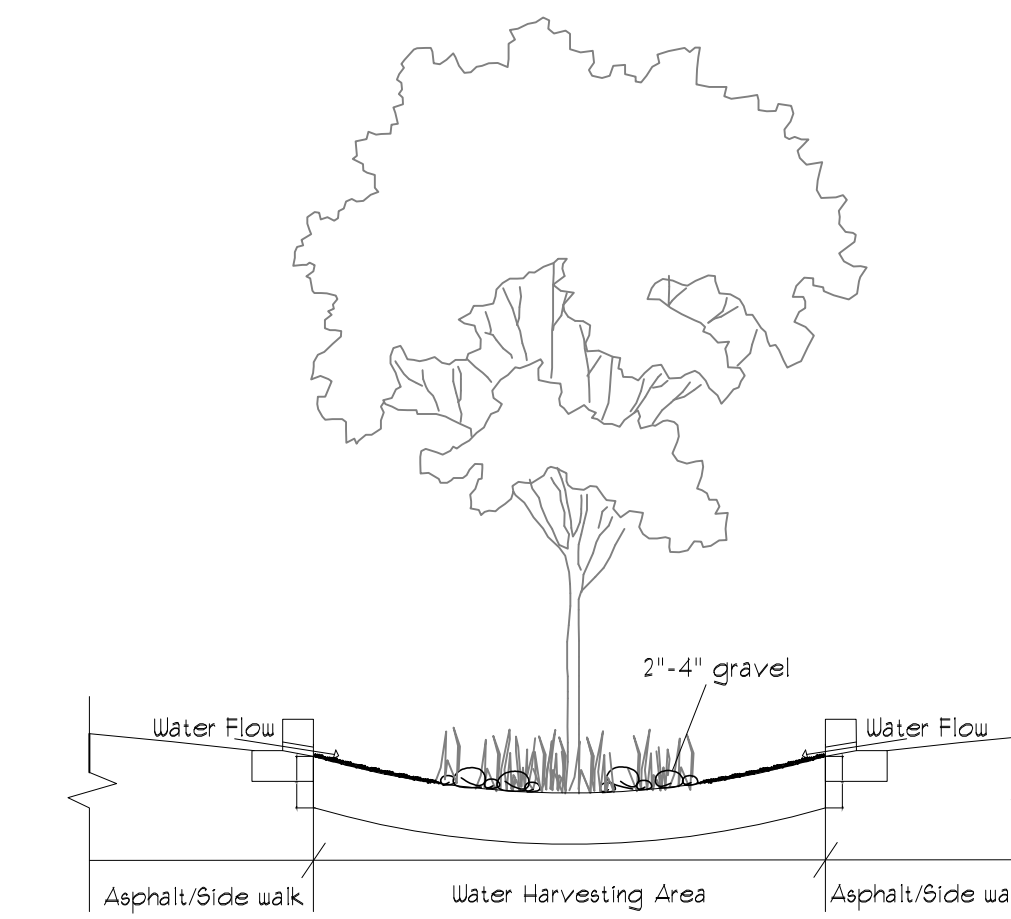 2"-4" gravel
Water Flow
Water Flow
Asphalt/Side walk
Water Harvesting Area
Asphalt/Side wa